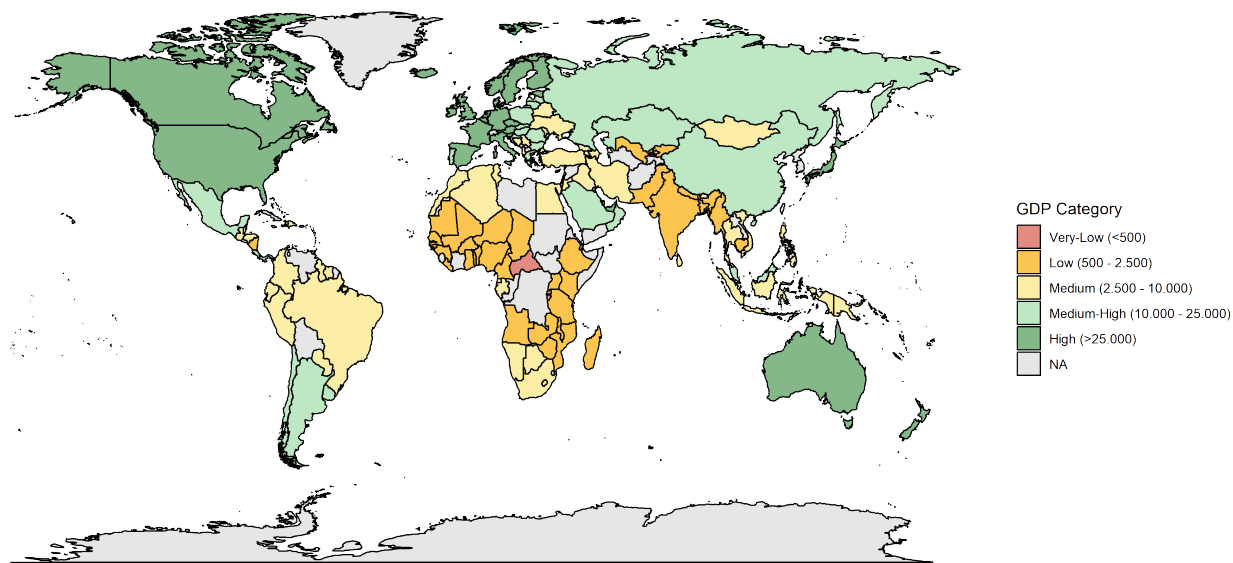 GDP Category
Very-Low (<500)
Low (500 - 2.500)
Medium (2.500 - 10.000)
Medium-High (10.000 - 25.000)
High (>25.000)
NA